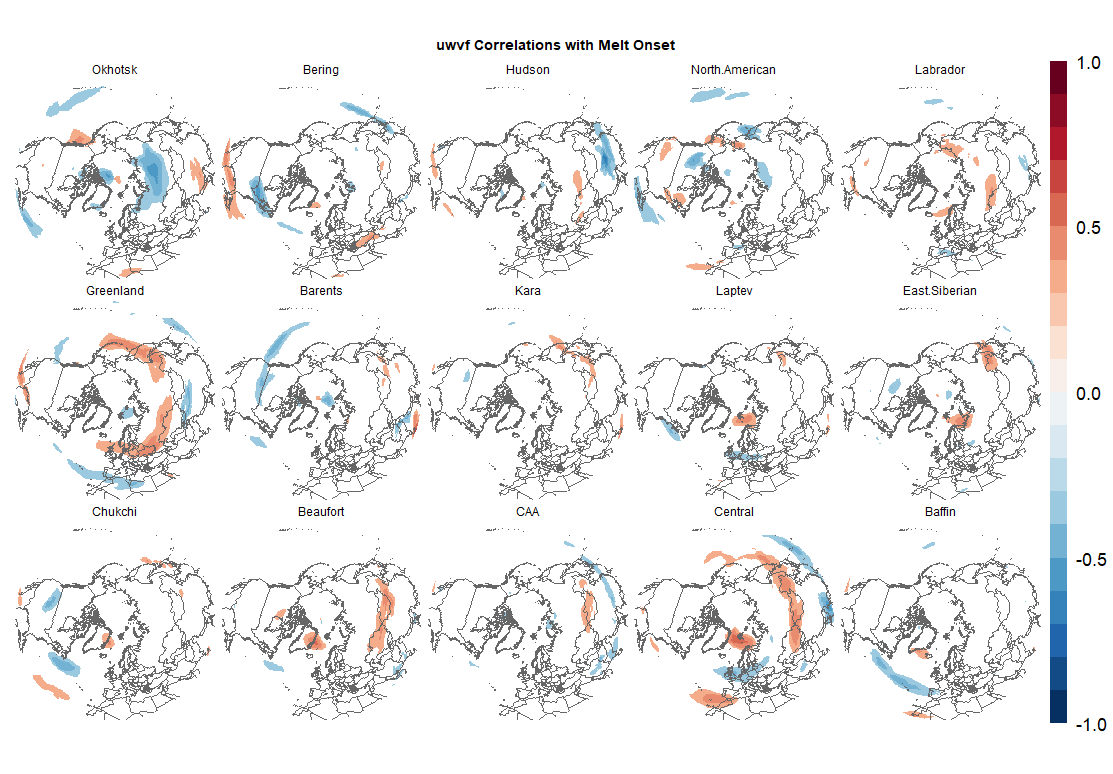 uwvf Correlations with Melt Onset
Okhotsk
Bering
Hudson
North.American
Labrador
Greenland
Barents
Kara
Laptev
East.Siberian
Chukchi
Beaufort
CAA
Central
Baffin
1.0
0.5
0.0
-0.5
-1.0